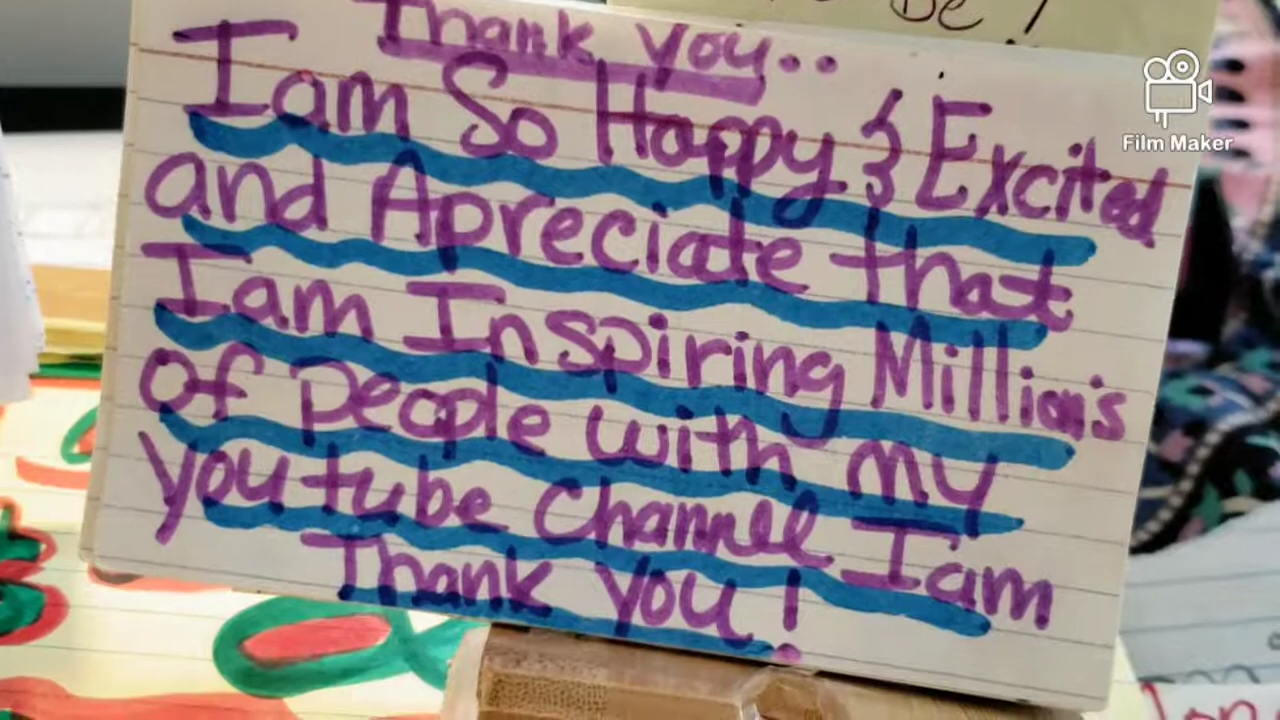 Be!
Thank you..
I am So Happy & Excited
and Apreciate that
I am Inspiring Million's
of people with my
youtube Channel I am
Thank you!
Film Maker